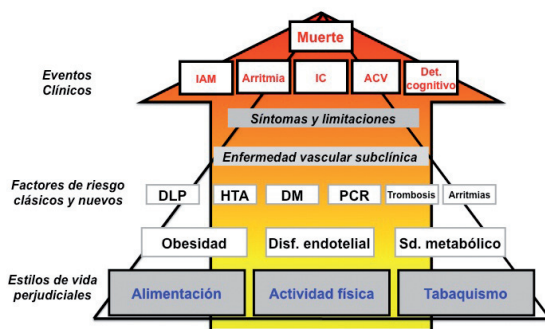 Muerte
Eventos
Clínicos
IAM
Arritmia
IC
ACV
Det.
cognitivo
Síntomas y limitaciones
Enfermedad vascular subclínica
Factores de riesgo
clásicos y nuevos
DLP
HTA
DM
PCR
Trombosis
Arritmias
Obesidad
Disf. endotelial
Sd. metabólico
Estilos de vida
perjudiciales
Alimentación
Actividad física
Tabaquismo